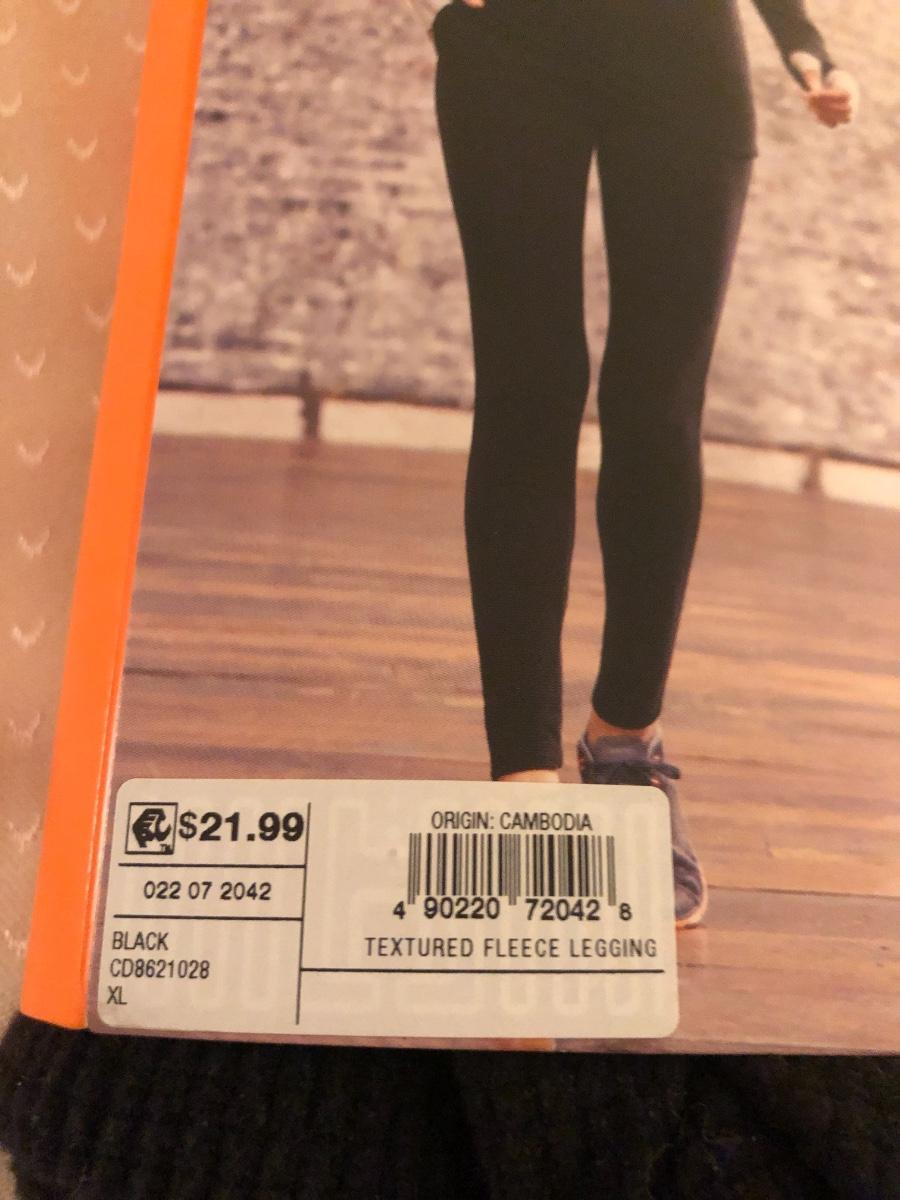 $21.99
022 07 2042
BLACK
CD8621028
XL
ORIGIN: CAMBODIA
4 90220 72042 8
TEXTURED FLEECE LEGGING